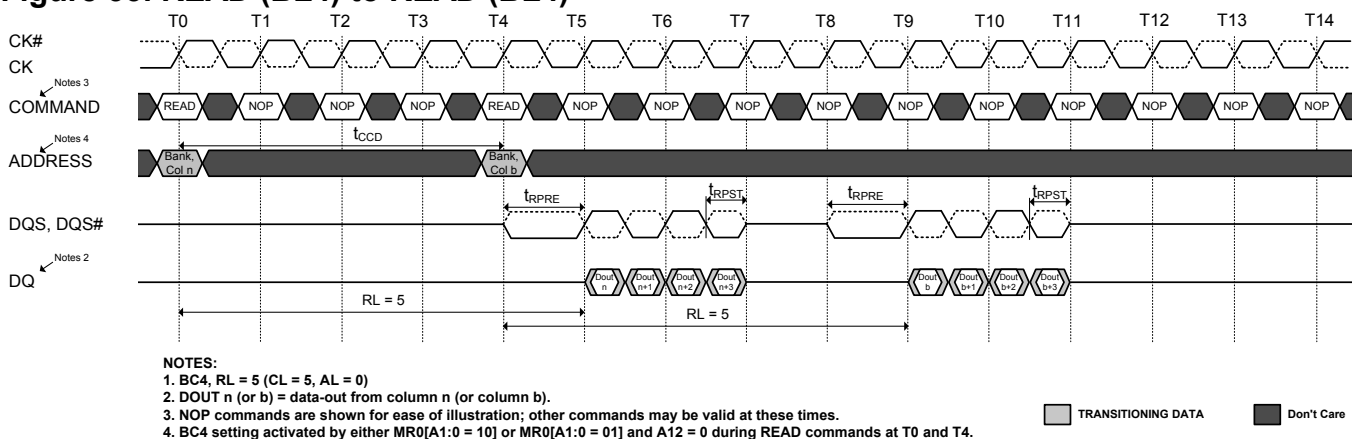 Figure READ to READ
T0 T1 T2 T3 T4 T5 T6 T7 T8 T9 T10 T11 T12 T13 T14
CK#
CK
Notes 3
COMMAND READ NOP NOP NOP READ NOP NOP NOP NOP NOP NOP NOP NOP NOP NOP
tCCD
Notes 4
ADDRESS
Bank, Bank,
Col n Col b
tRPRE tRPST tRPRE tRPST
DQS, DQS#
Notes 2
DQ
Dout Dout Dout Dout Dout Dout Dout Dout
n n+1 n+2 n+3 b b+1 b+2 b+3
RL = 5
RL = 5
NOTES:
1. BC4, RL = 5 (CL = 5, AL = 0)
2. DOUT n (or b) = data-out from column n (or column b).
3. NOP commands are shown for ease of illustration; other commands may be valid at these times.
4. BC4 setting activated by either MR0[A1:0 = 10] or MR0[A1:0 = 01] and A12 = 0 during READ commands at T0 and T4.
TRANSITIONING DATA Don't Care